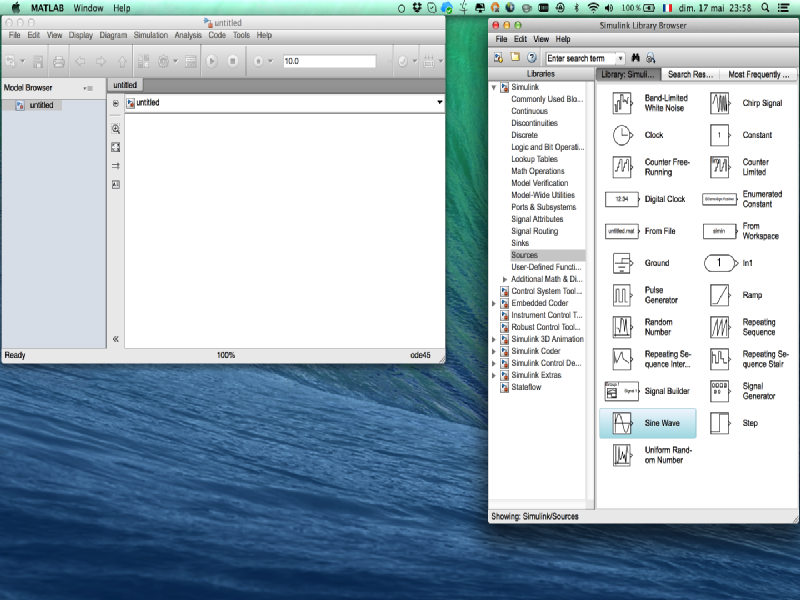 MATLAB Window Help
100% dim. 17 mai 23:58
untitled
File Edit View Display Diagram Simulation Analysis Code Tools Help
10.0
Model Browser
untitled
untitled
untitled
Ready
100%
ode45
Simulink Library Browser
File Edit View Help
Enter search term
Libraries
Simulink
Commonly Used Blo...
Continuous
Discontinuities
Discrete
Logic and Bit Operati...
Lookup Tables
Math Operations
Model Verification
Model-Wide Utilities
Ports & Subsystems
Signal Attributes
Signal Routing
Sinks
Sources
User-Defined Functi...
Additional Math & Di...
Control System Tool...
Embedded Coder
Instrument Control T...
Robust Control Tool...
Simulink 3D Animation
Simulink Coder
Simulink Control De...
Simulink Extras
Stateflow
Library: Simuli...
Search Res...
Most Frequently ...
Band-Limited
White Noise
Chirp Signal
Clock
1
Constant
Counter Free-
Running
Counter
Limited
12:34
Digital Clock
Enumerated
Constant
untitled.mat
From File
simin
From
Workspace
Ground
1
In1
Pulse
Generator
Ramp
Random
Number
Repeating
Sequence
Repeating Se-
quence Inter...
Repeating Se-
quence Stair
Signal 1
Signal Builder
Signal
Generator
Sine Wave
Step
Uniform Rand-
om Number
Showing: Simulink/Sources